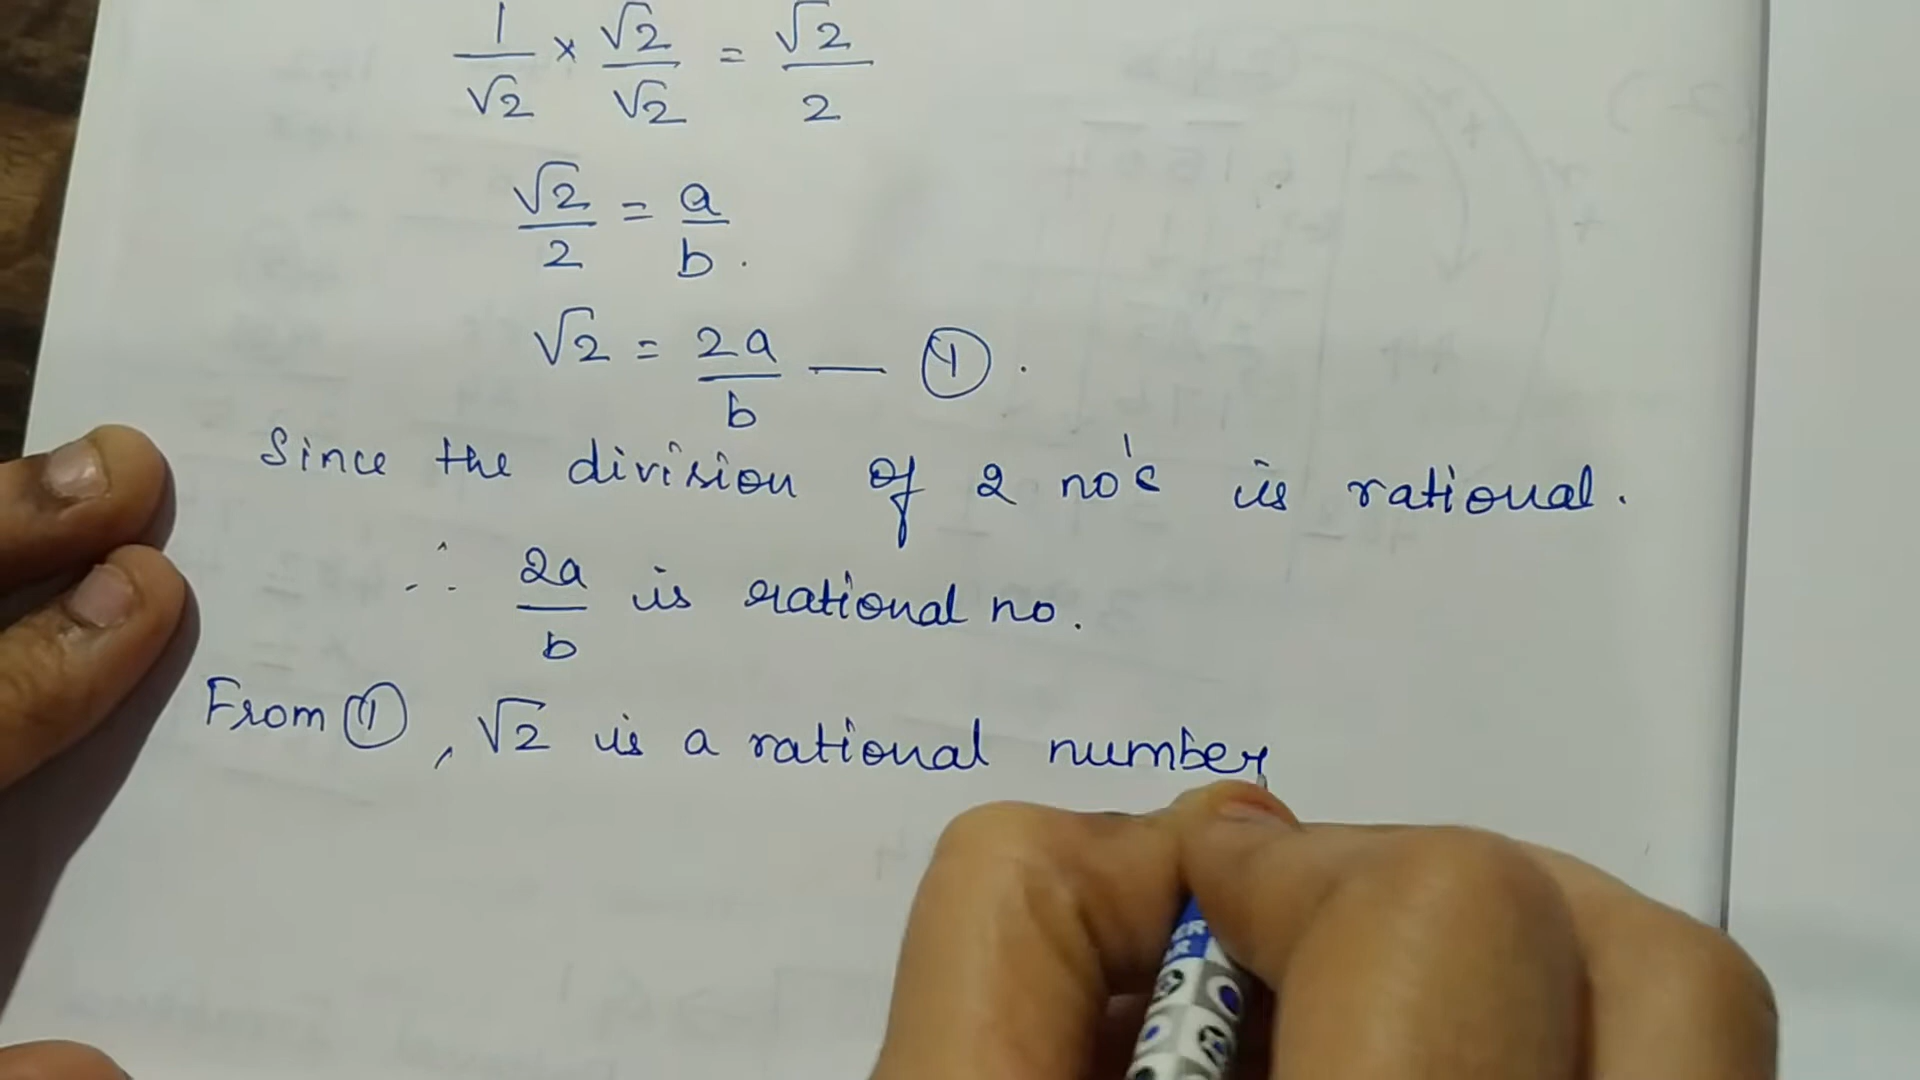 1/√2 × √2/√2 = √2/2
√2/2 = a/b.
√2 = 2a/b — ①.
Since the division of 2 no's is rational.
∴ 2a/b is rational no.
From ①, √2 is a rational number